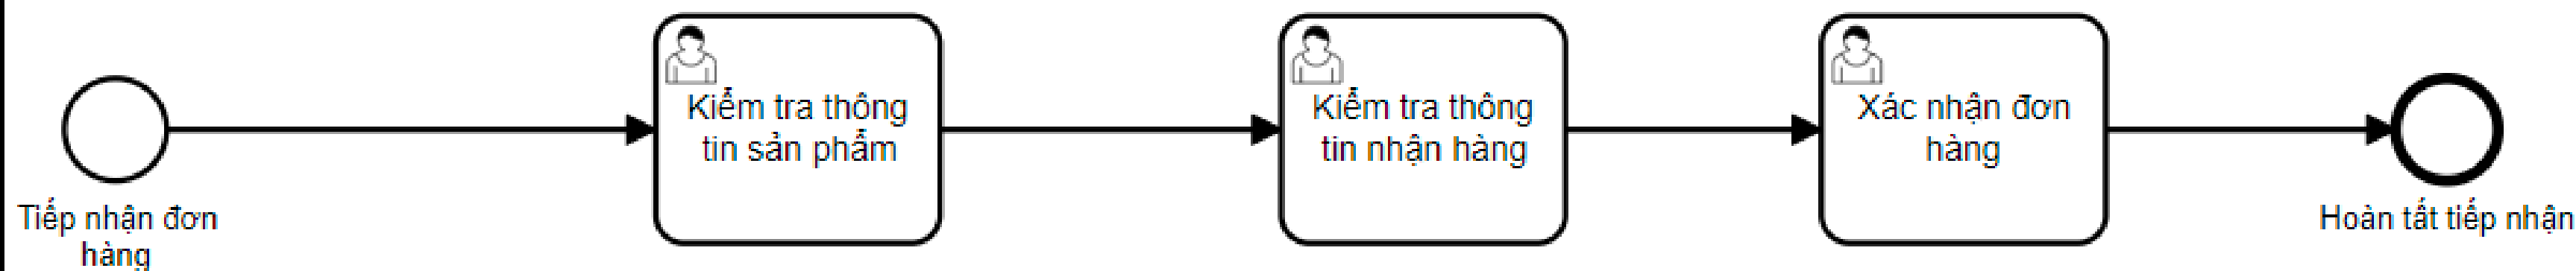 Tiếp nhận đơn
hàng
Kiểm tra thông
tin sản phẩm
Kiểm tra thông
tin nhận hàng
Xác nhận đơn
hàng
Hoàn tất tiếp nhận